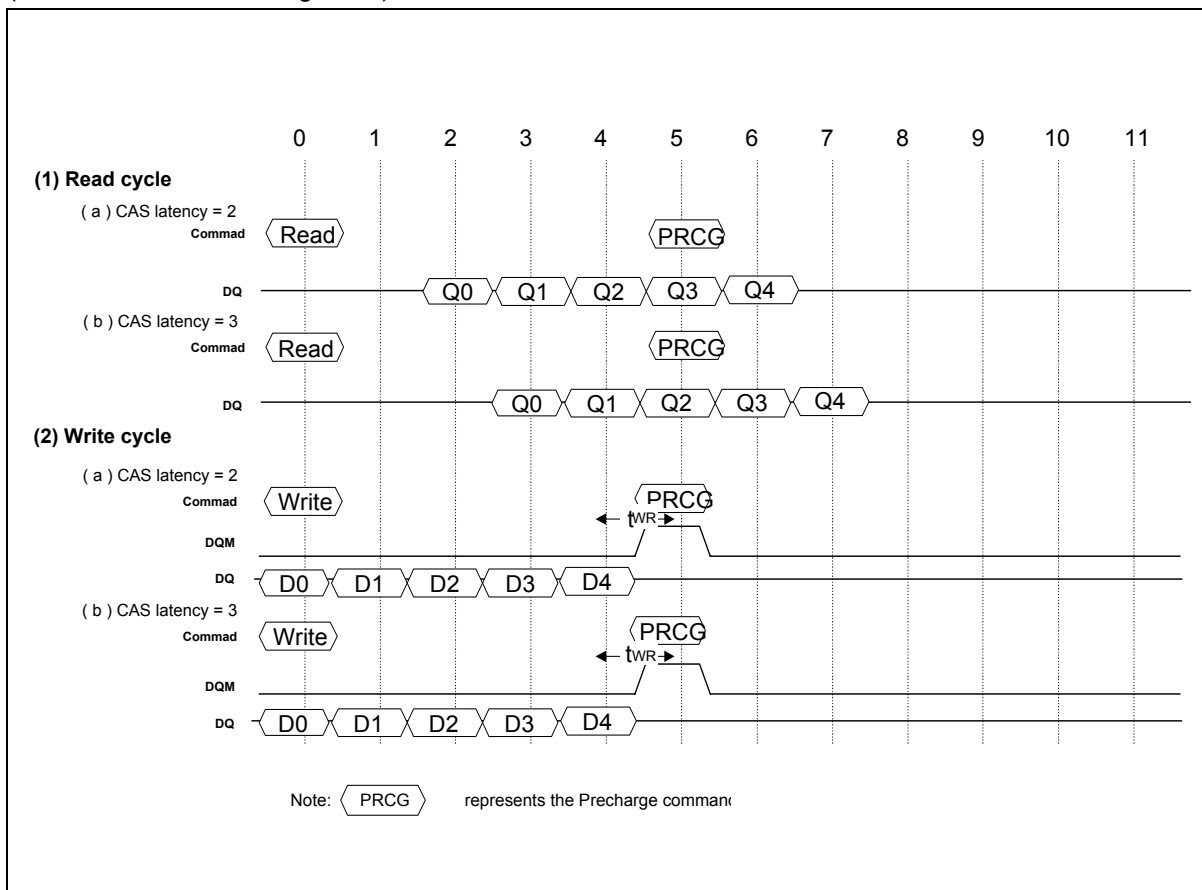 0 1 2 3 4 5 6 7 8 9 10 11
(1) Read cycle
( a ) CAS latency = 2
Commad Read PRCG
DQ Q0 Q1 Q2 Q3 Q4
( b ) CAS latency = 3
Commad Read PRCG
DQ Q0 Q1 Q2 Q3 Q4
(2) Write cycle
( a ) CAS latency = 2
Commad Write PRCG
tWR
DQM
DQ D0 D1 D2 D3 D4
( b ) CAS latency = 3
Commad Write PRCG
tWR
DQM
DQ D0 D1 D2 D3 D4
Note: PRCG represents the Precharge command